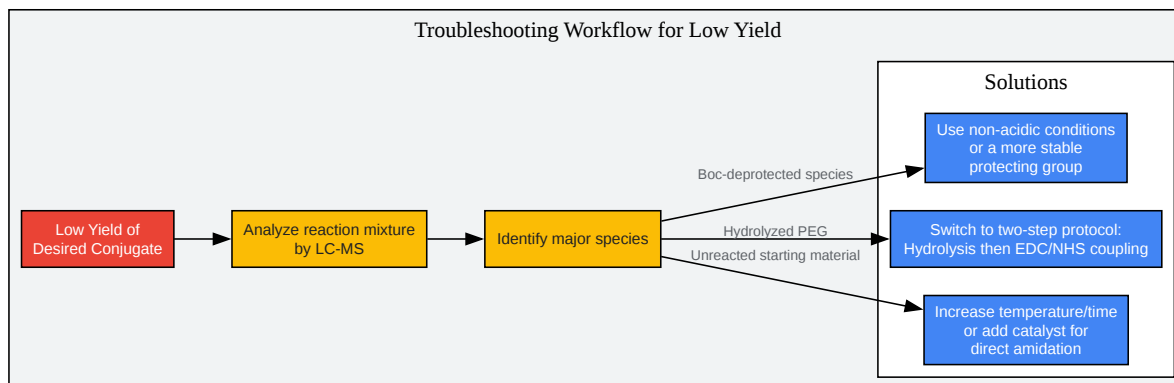 Troubleshooting Workflow for Low Yield
Solutions
Low Yield of
Desired Conjugate
Analyze reaction mixture
by LC-MS
Identify major species
Boc-deprotected species
Hydrolyzed PEG
Unreacted starting material
Use non-acidic conditions
or a more stable
protecting group
Switch to two-step protocol:
Hydrolysis then EDC/NHS coupling
Increase temperature/time
or add catalyst for
direct amidation